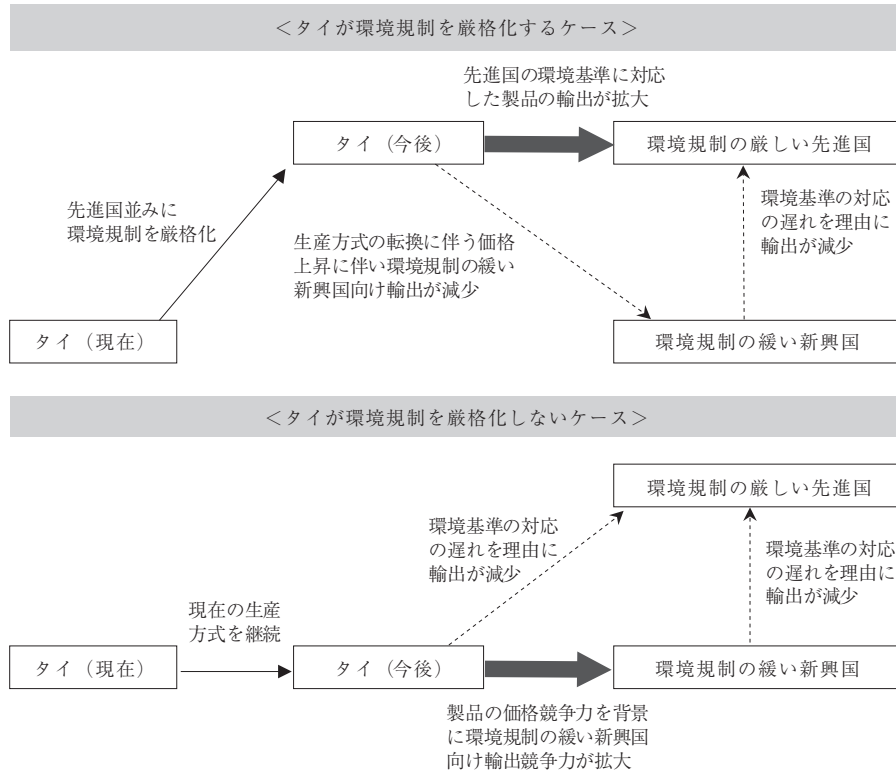 ＜タイが環境規制を厳格化するケース＞
先進国の環境基準に対応
した製品の輸出が拡大
タイ（今後）
環境規制の厳しい先進国
先進国並みに
環境規制を厳格化
生産方式の転換に伴う価格
上昇に伴い環境規制の緩い
新興国向け輸出が減少
環境基準の対応
の遅れを理由に
輸出が減少
タイ（現在）
環境規制の緩い新興国
＜タイが環境規制を厳格化しないケース＞
環境規制の厳しい先進国
環境基準の対応
の遅れを理由に
輸出が減少
環境基準の対応
の遅れを理由に
輸出が減少
現在の生産
方式を継続
タイ（現在）
タイ（今後）
環境規制の緩い新興国
製品の価格競争力を背景
に環境規制の緩い新興国
向け輸出競争力が拡大